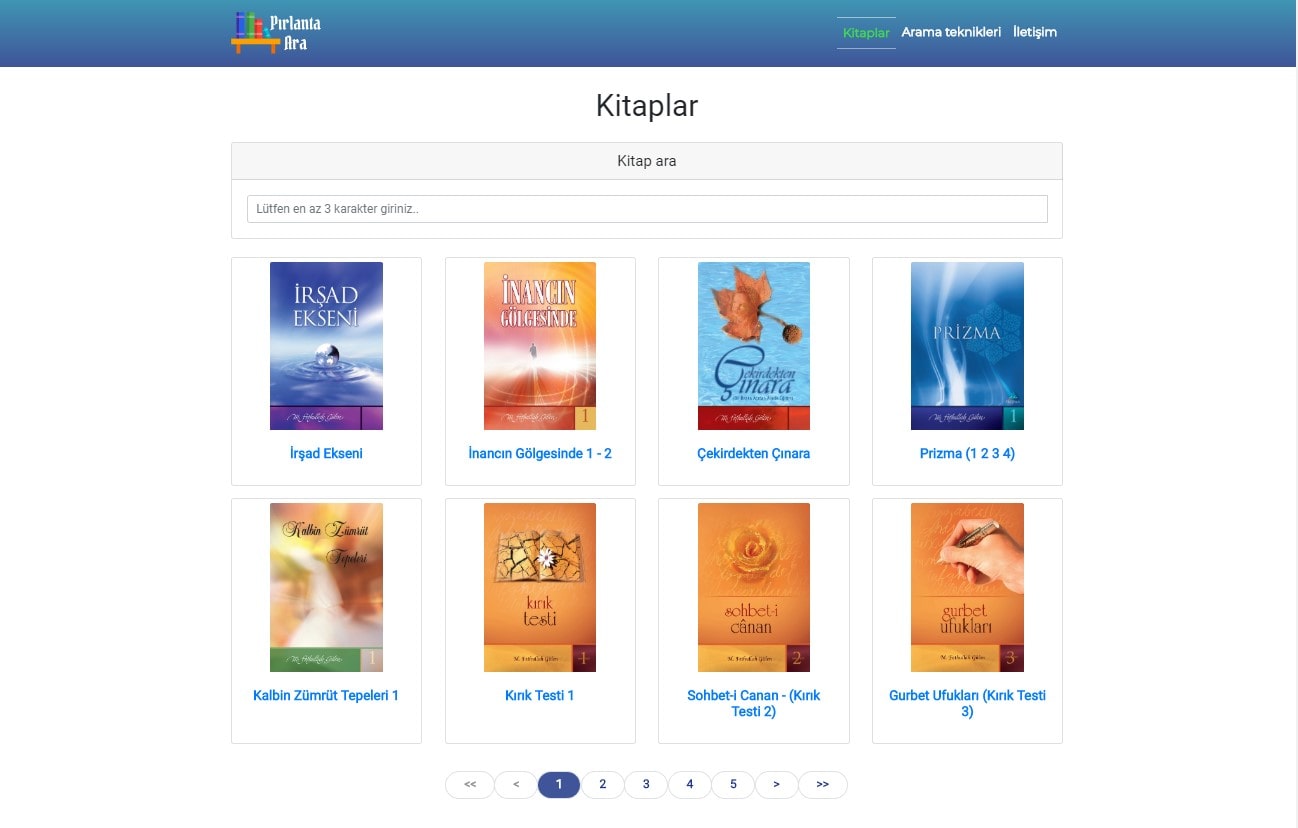 Pırlanta
Ara
Kitaplar
Arama teknikleri
İletişim
Kitaplar
Kitap ara
Lütfen en az 3 karakter giriniz..
İRŞAD
EKSENİ
M. Fethullah Gülen
İrşad Ekseni
İNANCIN
GÖLGESİNDE
M. Fethullah Gülen
1
İnancın Gölgesinde 1 - 2
Çekirdekten
Çınara
M. Fethullah Gülen
Çekirdekten Çınara
PRİZMA
M. Fethullah Gülen
1
Prizma (1 2 3 4)
Kalbin Zümrüt
Tepeleri
M. Fethullah Gülen
1
Kalbin Zümrüt Tepeleri 1
kırık
testi
M. Fethullah Gülen
1
Kırık Testi 1
sohbet-i
cânan
M. Fethullah Gülen
2
Sohbet-i Canan - (Kırık
Testi 2)
gurbet
ufukları
M. Fethullah Gülen
3
Gurbet Ufukları (Kırık Testi
3)
<< < 1 2 3 4 5 > >>